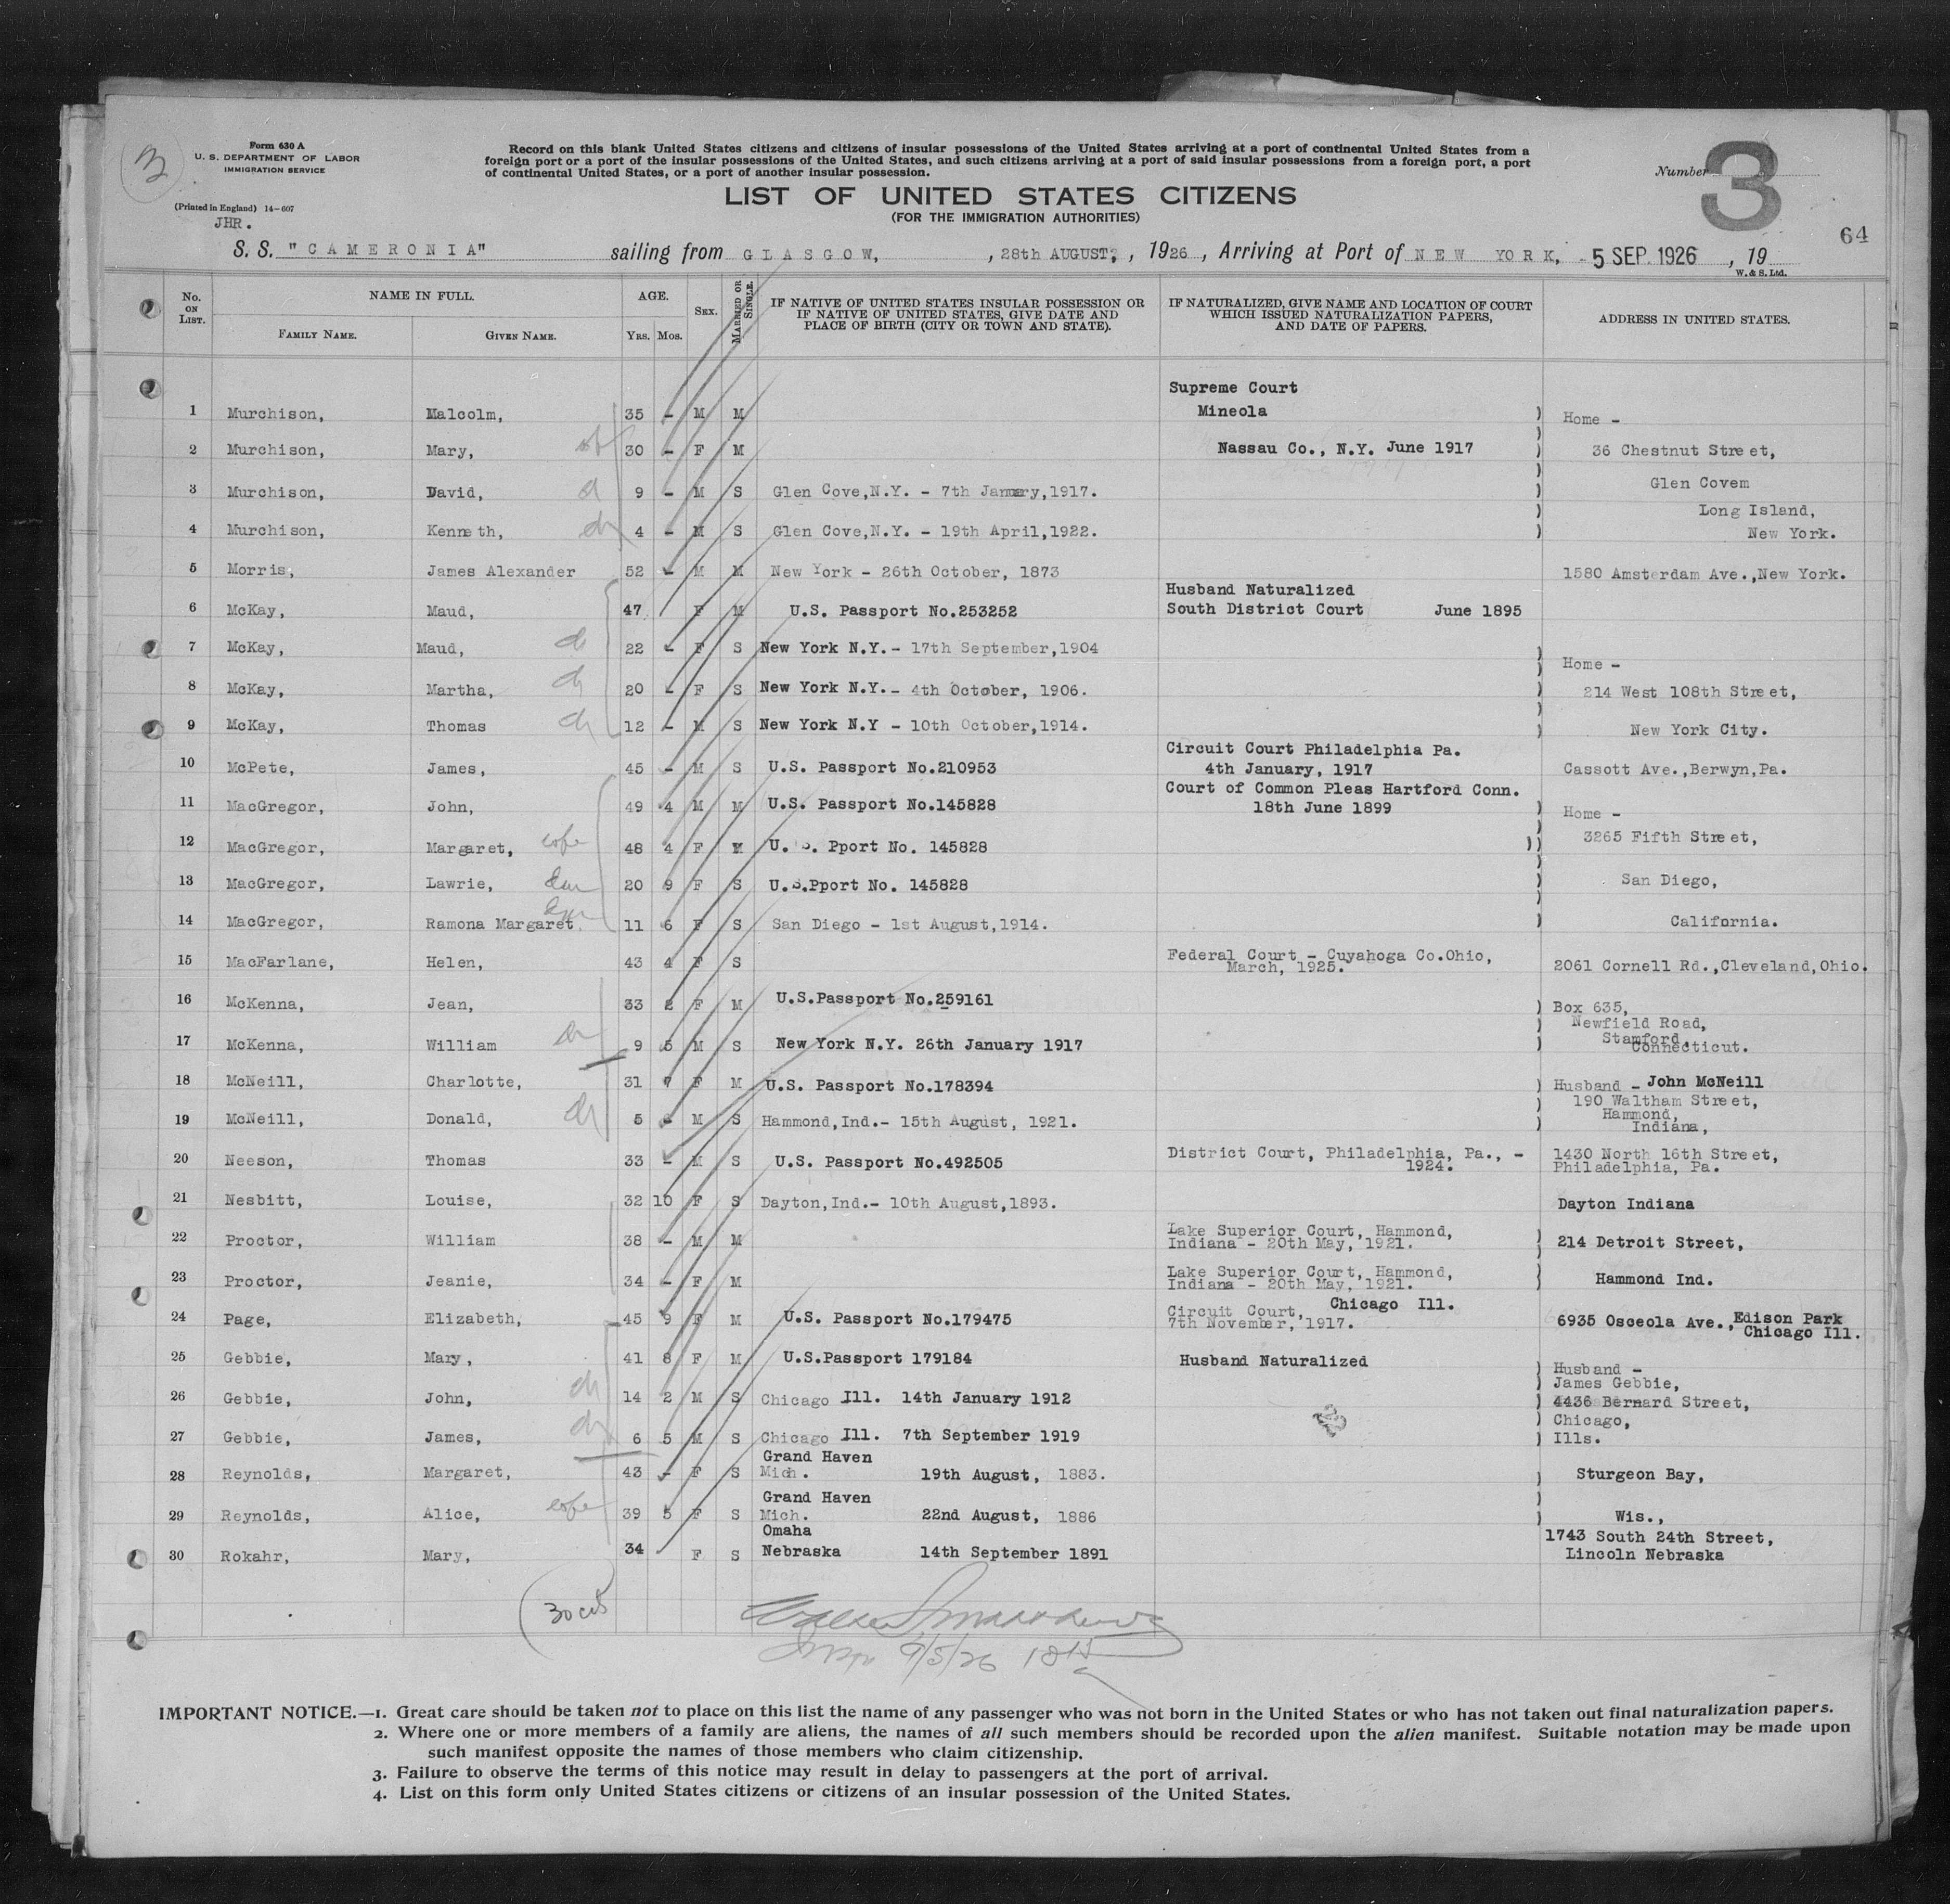 3
Form 630 A
U. S. DEPARTMENT OF LABOR
IMMIGRATION SERVICE
(Printed in England) 14-607
JHR.
Record on this blank United States citizens and citizens of insular possessions of the United States arriving at a port of continental United States from a
foreign port or a port of the insular possessions of the United States, and such citizens arriving at a port of said insular possessions from a foreign port, a port
of continental United States, or a port of another insular possession.
LIST OF UNITED STATES CITIZENS
(FOR THE IMMIGRATION AUTHORITIES)
Number 3
64
S. S. "CAMERONIA" sailing from GLASGOW, , 28th AUGUST, , 1926 , Arriving at Port of NEW YORK, 5 SEP. 1926 , 19
W. & S. Ltd.
No. ON LIST. NAME IN FULL. FAMILY NAME. GIVEN NAME. AGE. YRS. MOS. SEX. MARRIED OR SINGLE. IF NATIVE OF UNITED STATES INSULAR POSSESSION OR IF NATIVE OF UNITED STATES, GIVE DATE AND PLACE OF BIRTH (CITY OR TOWN AND STATE). IF NATURALIZED, GIVE NAME AND LOCATION OF COURT WHICH ISSUED NATURALIZATION PAPERS, AND DATE OF PAPERS. ADDRESS IN UNITED STATES.
Supreme Court
1 Murchison, Malcolm, 35 - M M Mineola ) Home -
2 Murchison, Mary, 30 - F M Nassau Co., N.Y. June 1917 ) 36 Chestnut Street,
3 Murchison, David, 9 - M S Glen Cove,N.Y. - 7th January,1917. ) Glen Covem
Long Island,
4 Murchison, Kenneth, 4 - M S Glen Cove,N.Y. - 19th April,1922. ) New York.
5 Morris, James Alexander 52 - M M New York - 26th October, 1873 1580 Amsterdam Ave.,New York.
Husband Naturalized
6 McKay, Maud, 47 F M U.S. Passport No.253252 South District Court June 1895
7 McKay, Maud, 22 - F S New York N.Y.- 17th September,1904 ) Home -
8 McKay, Martha, 20 - F S New York N.Y.- 4th October, 1906. ) 214 West 108th Street,
9 McKay, Thomas 12 - M S New York N.Y - 10th October,1914. ) New York City.
Circuit Court Philadelphia Pa.
10 McPete, James, 45 - M S U.S. Passport No.210953 4th January, 1917 Cassott Ave.,Berwyn,Pa.
Court of Common Pleas Hartford Conn.
11 MacGregor, John, 49 4 M M U.S. Passport No.145828 18th June 1899 ) Home -
12 MacGregor, Margaret, 48 4 F M U.S. Pport No. 145828 )) 3265 Fifth Street,
13 MacGregor, Lawrie, 20 9 F S U.S.Pport No. 145828 ) San Diego,
14 MacGregor, Ramona Margaret 11 6 F S San Diego - 1st August,1914. ) California.
15 MacFarlane, Helen, 43 4 F S Federal Court - Cuyahoga Co.Ohio,
March, 1925. 2061 Cornell Rd.,Cleveland,Ohio.
16 McKenna, Jean, 33 2 F M U.S.Passport No.259161 ) Box 635,
Newfield Road,
17 McKenna, William 9 5 M S New York N.Y. 26th January 1917 ) Stamford,
Connecticut.
18 McNeill, Charlotte, 31 7 F M U.S. Passport No.178394 ) Husband - John McNeill
190 Waltham Street,
19 McNeill, Donald, 5 - M S Hammond,Ind.- 15th August, 1921. ) Hammond,
Indiana,
20 Neeson, Thomas 33 - M S U.S. Passport No.492505 District Court, Philadelphia, Pa., - 1430 North 16th Street,
1924. Philadelphia, Pa.
21 Nesbitt, Louise, 32 10 F S Dayton,Ind.- 10th August,1893. Dayton Indiana
22 Proctor, William 38 - M M Lake Superior Court, Hammond, ) 214 Detroit Street,
Indiana - 20th May, 1921.
23 Proctor, Jeanie, 34 - F M Lake Superior Court, Hammond, ) Hammond Ind.
Indiana - 20th May, 1921.
24 Page, Elizabeth, 45 9 F M U.S. Passport No.179475 Circuit Court, Chicago Ill. 6935 Osceola Ave., Edison Park
7th November, 1917. Chicago Ill.
25 Gebbie, Mary, 41 8 F M U.S.Passport 179184 Husband Naturalized ) Husband -
James Gebbie,
26 Gebbie, John, 14 2 M S Chicago Ill. 14th January 1912 ) 4436 Bernard Street,
Chicago,
27 Gebbie, James, 6 5 M S Chicago Ill. 7th September 1919 ) Ills.
Grand Haven
28 Reynolds, Margaret, 43 - F S Mich. 19th August, 1883. ) Sturgeon Bay,
Grand Haven
29 Reynolds, Alice, 39 5 F S Mich. 22nd August, 1886 ) Wis.,
Omaha 1743 South 24th Street,
30 Rokahr, Mary, 34 F S Nebraska 14th September 1891 Lincoln Nebraska
9/5/26
IMPORTANT NOTICE.—1. Great care should be taken not to place on this list the name of any passenger who was not born in the United States or who has not taken out final naturalization papers.
2. Where one or more members of a family are aliens, the names of all such members should be recorded upon the alien manifest. Suitable notation may be made upon
such manifest opposite the names of those members who claim citizenship.
3. Failure to observe the terms of this notice may result in delay to passengers at the port of arrival.
4. List on this form only United States citizens or citizens of an insular possession of the United States.